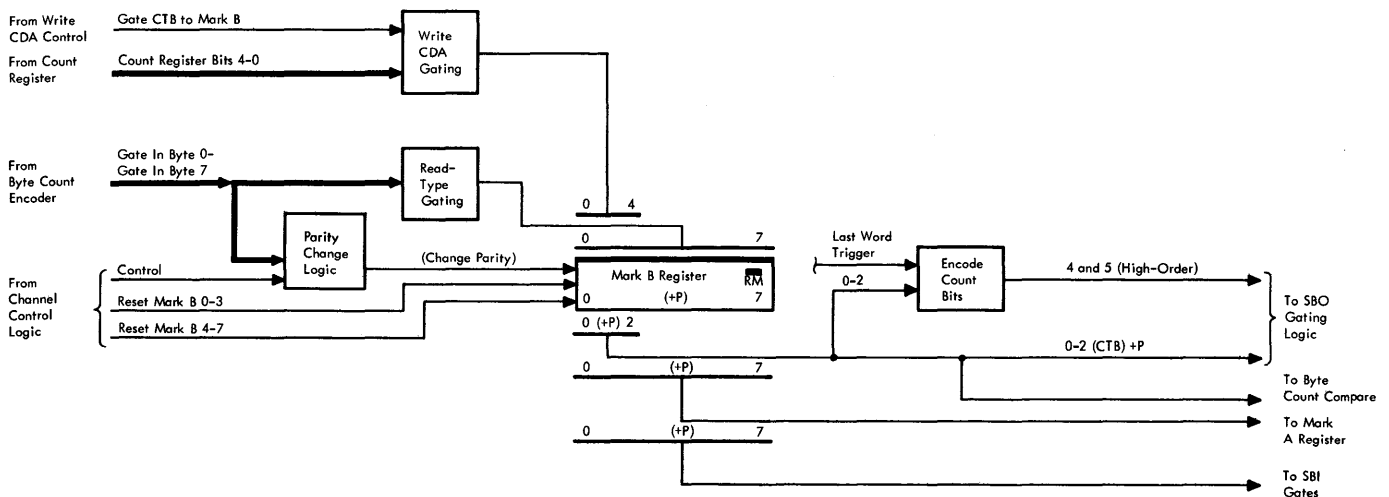 From Write
CDA Control
Gate CTB to Mark B
Write
CDA
Gating
From Count
Register
Count Register Bits 4-0
From
Byte Count
Encoder
Gate In Byte 0-
Gate In Byte 7
Read-
Type
Gating
0 4
0 7
Parity
Change
Logic
(Change Parity)
From
Channel
Control
Logic
Control
Reset Mark B 0-3
Reset Mark B 4-7
Mark B Register
RM
0 (+P) 7
0 (+P) 2
0 (+P) 7
0 (+P) 7
Last Word
Trigger
0-2
Encode
Count
Bits
4 and 5 (High-Order)
0-2 (CTB) +P
To SBO
Gating
Logic
To Byte
Count Compare
To Mark
A Register
To SBI
Gates